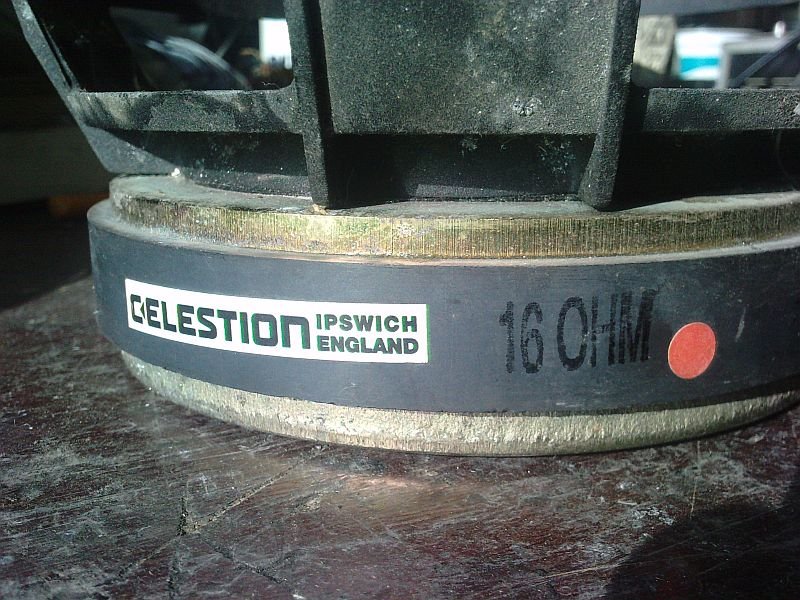 CELESTION IPSWICH
ENGLAND
16 OHM